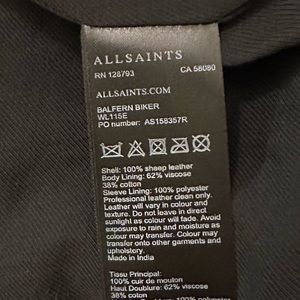 ALLSAINTS
RN 128793 CA 56080
ALLSAINTS.COM
BALFERN BIKER
WL115E
PO number: AS158357R
Shell: 100% sheep leather
Body Lining: 62% viscose
38% cotton
Sleeve Lining: 100% polyester
Professional leather clean only.
Leather will vary in colour and
texture. Do not leave in direct
sunlight as colour may fade. Avoid
exposure to rain and moisture as
colour may transfer. Colour may
transfer onto other garments and
upholstery.
Made in India
Tissu Principal:
100% cuir de mouton
Haut Doublure: 62% viscose
38% coton